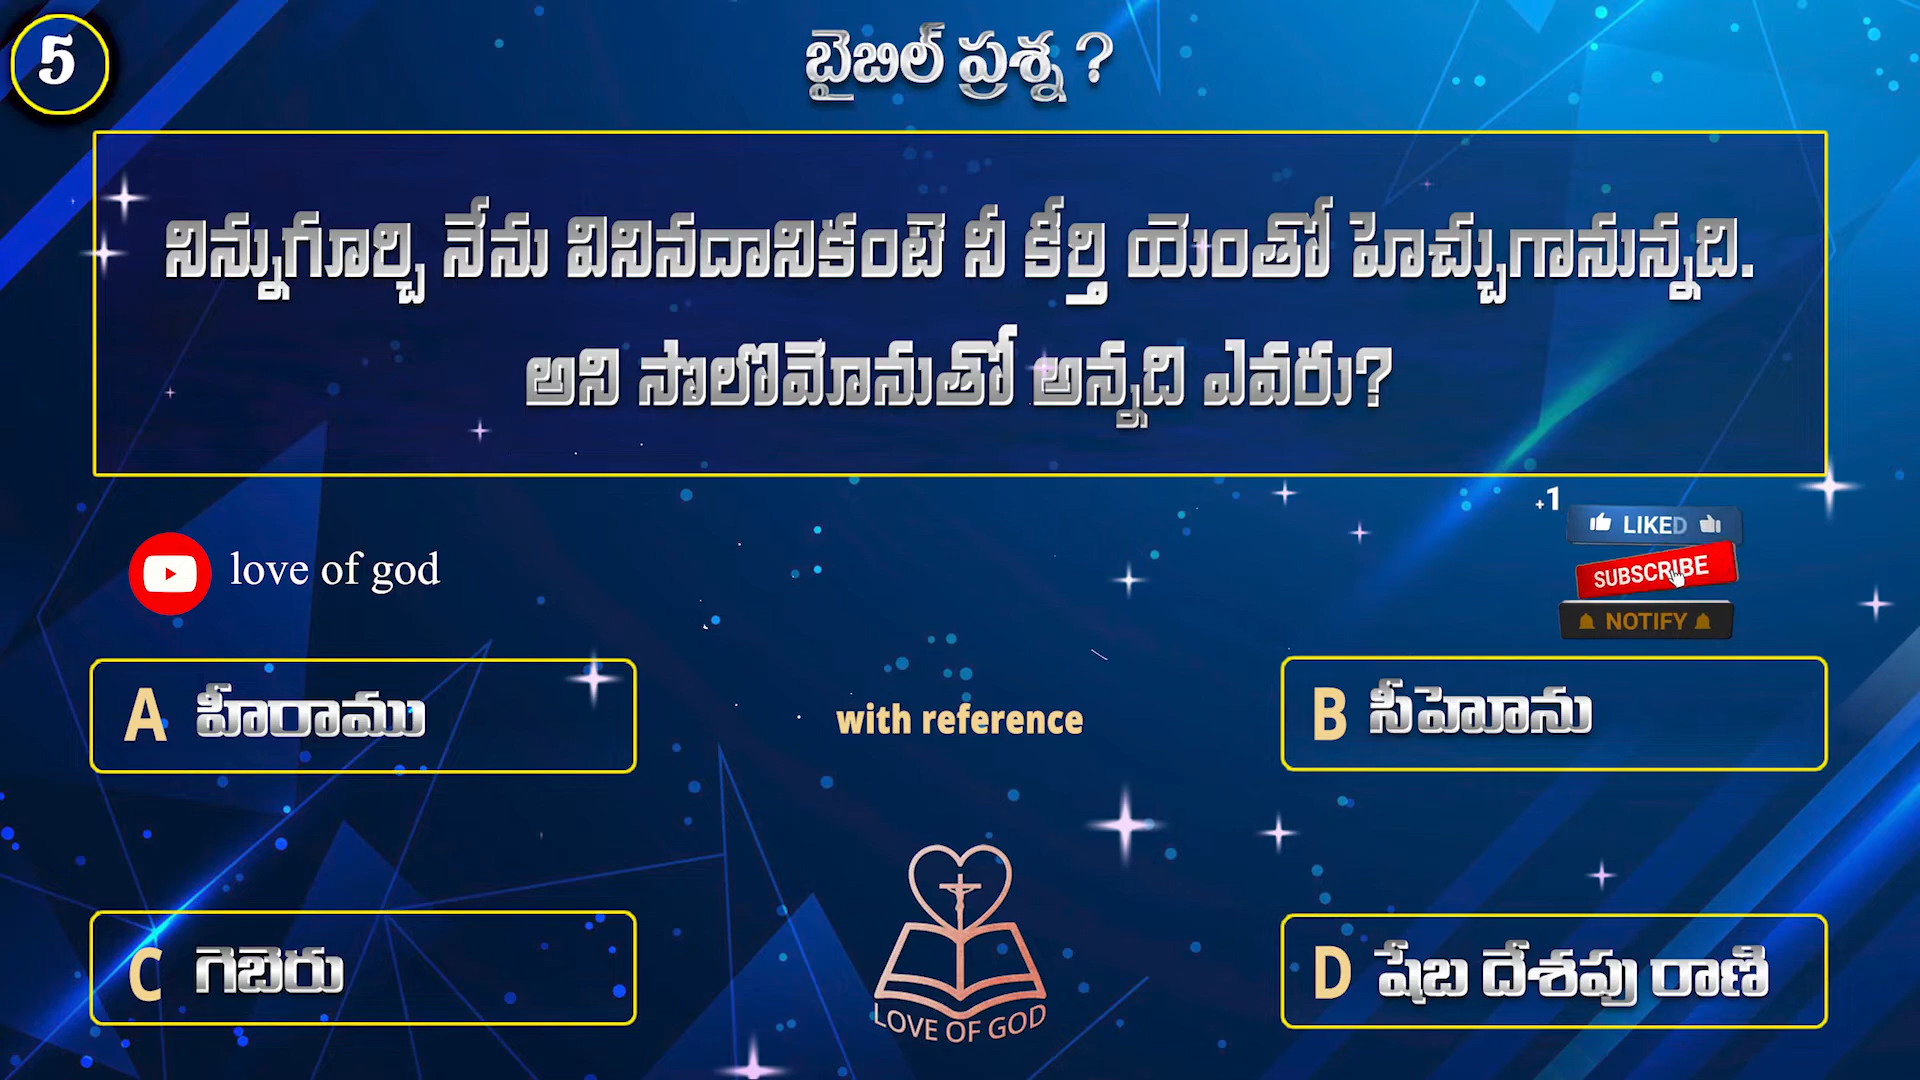 5
బైబిల్ ప్రశ్న ?
నిన్నుగూర్చి నేను వినినదానికంటె నీ కీర్తి యెంతో హెచ్చుగానున్నది.
అని సొలొమోనుతో అన్నది ఎవరు?
+1
LIKED
love of god
SUBSCRIBE
NOTIFY
A హీరాము
with reference
B సీహెూను
C గెబెరు
D షేబ దేశపు రాణి
LOVE OF GOD